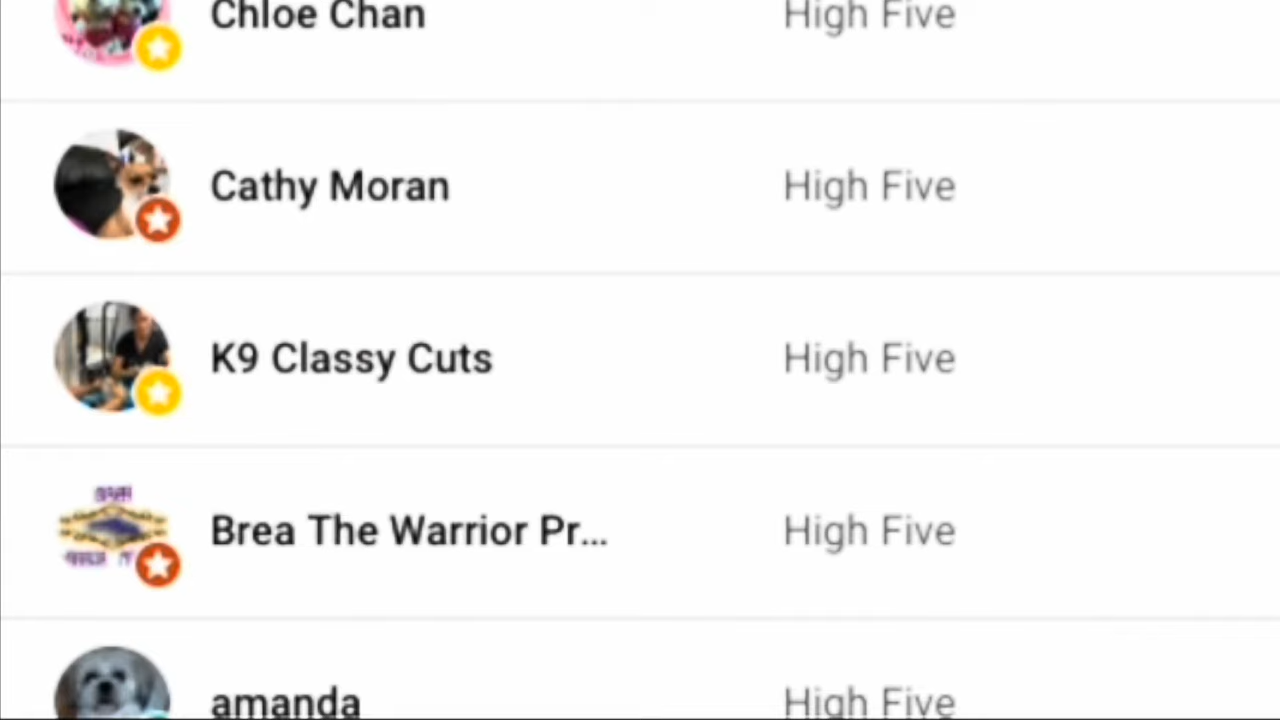 Chloe Chan High Five
Cathy Moran High Five
K9 Classy Cuts High Five
Brea The Warrior Pr... High Five
amanda High Five